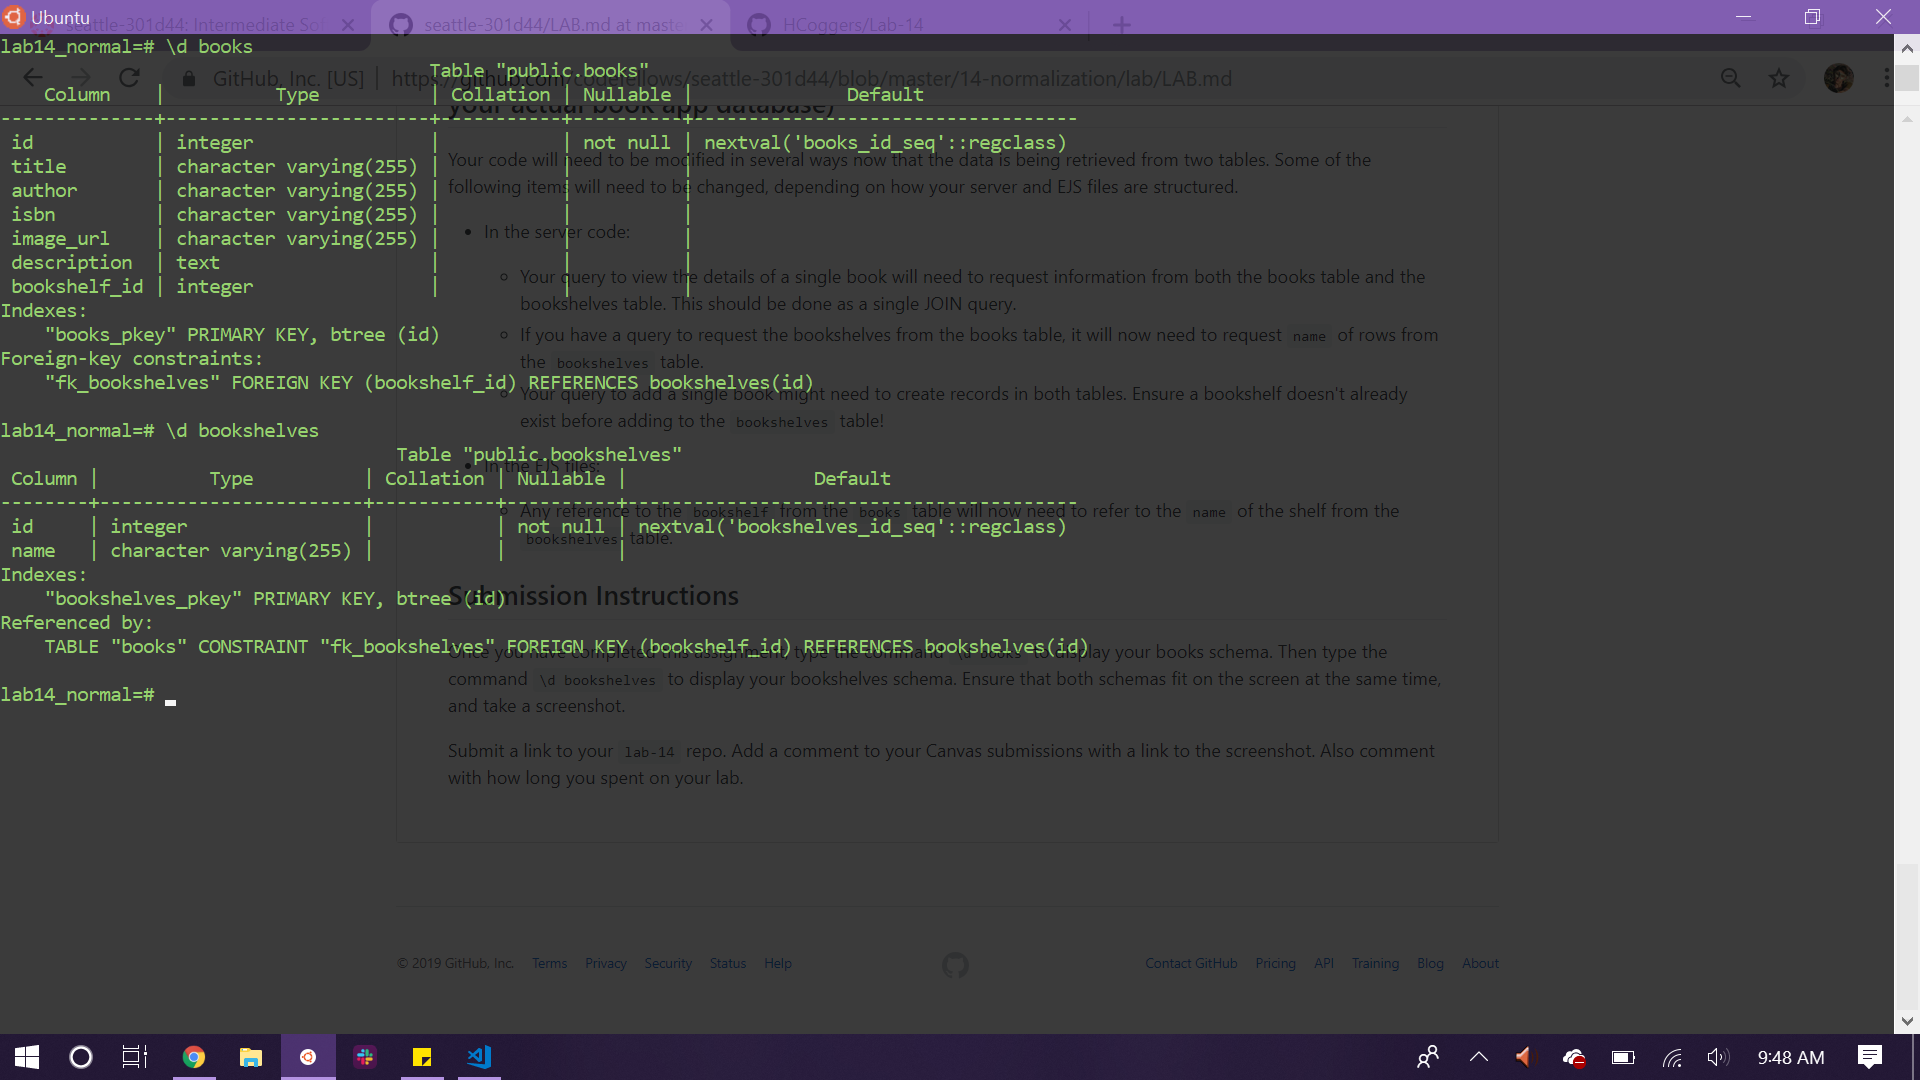 Ubuntu
seattle-301d44: Intermediate So
seattle-301d44/LAB.md at maste
HCoggers/Lab-14
GitHub, Inc. [US] | https://github.com/codefellows/seattle-301d44/blob/master/14-normalization/lab/LAB.md
lab14_normal=# \d books
Table "public.books"
Column | Type | Collation | Nullable | Default
--------------+------------------------+-----------+----------+-----------------------------------
id | integer | | not null | nextval('books_id_seq'::regclass)
title | character varying(255) | | |
author | character varying(255) | | |
isbn | character varying(255) | | |
image_url | character varying(255) | | |
description | text | | |
bookshelf_id | integer | | |
Indexes:
"books_pkey" PRIMARY KEY, btree (id)
Foreign-key constraints:
"fk_bookshelves" FOREIGN KEY (bookshelf_id) REFERENCES bookshelves(id)
lab14_normal=# \d bookshelves
Table "public.bookshelves"
Column | Type | Collation | Nullable | Default
--------+------------------------+-----------+----------+-----------------------------------------
id | integer | | not null | nextval('bookshelves_id_seq'::regclass)
name | character varying(255) | | |
Indexes:
"bookshelves_pkey" PRIMARY KEY, btree (id)
Referenced by:
TABLE "books" CONSTRAINT "fk_bookshelves" FOREIGN KEY (bookshelf_id) REFERENCES bookshelves(id)
lab14_normal=#
your actual book app database)
Your code will need to be modified in several ways now that the data is being retrieved from two tables. Some of the
following items will need to be changed, depending on how your server and EJS files are structured.
• In the server code:
◦ Your query to view the details of a single book will need to request information from both the books table and the
bookshelves table. This should be done as a single JOIN query.
◦ If you have a query to request the bookshelves from the books table, it will now need to request name of rows from
the bookshelves table.
◦ Your query to add a single book might need to create records in both tables. Ensure a bookshelf doesn't already
exist before adding to the bookshelves table!
• In the EJS files:
◦ Any reference to the bookshelf from the books table will now need to refer to the name of the shelf from the
bookshelves table.
Submission Instructions
Once you have completed this assignment, type the command \d books to display your books schema. Then type the
command \d bookshelves to display your bookshelves schema. Ensure that both schemas fit on the screen at the same time,
and take a screenshot.
Submit a link to your lab-14 repo. Add a comment to your Canvas submissions with a link to the screenshot. Also comment
with how long you spent on your lab.
© 2019 GitHub, Inc. Terms Privacy Security Status Help Contact GitHub Pricing API Training Blog About
9:48 AM